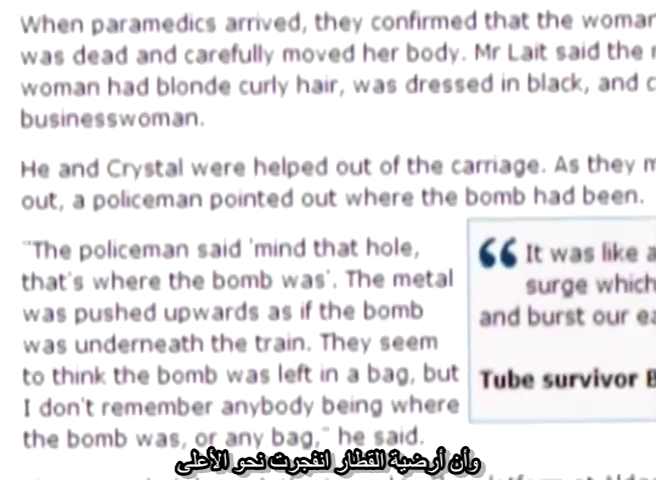 When paramedics arrived, they confirmed that the woman
was dead and carefully moved her body. Mr Lait said the
woman had blonde curly hair, was dressed in black, and
businesswoman.
He and Crystal were helped out of the carriage. As they
out, a policeman pointed out where the bomb had been.
"The policeman said 'mind that hole,
that's where the bomb was'. The metal
was pushed upwards as if the bomb
was underneath the train. They seem
to think the bomb was left in a bag, but
I don't remember anybody being where
the bomb was, or any bag," he said.
“ It was like a
surge which
and burst our
Tube survivor
وأن أرضية القطار انفجرت نحو الأعلى